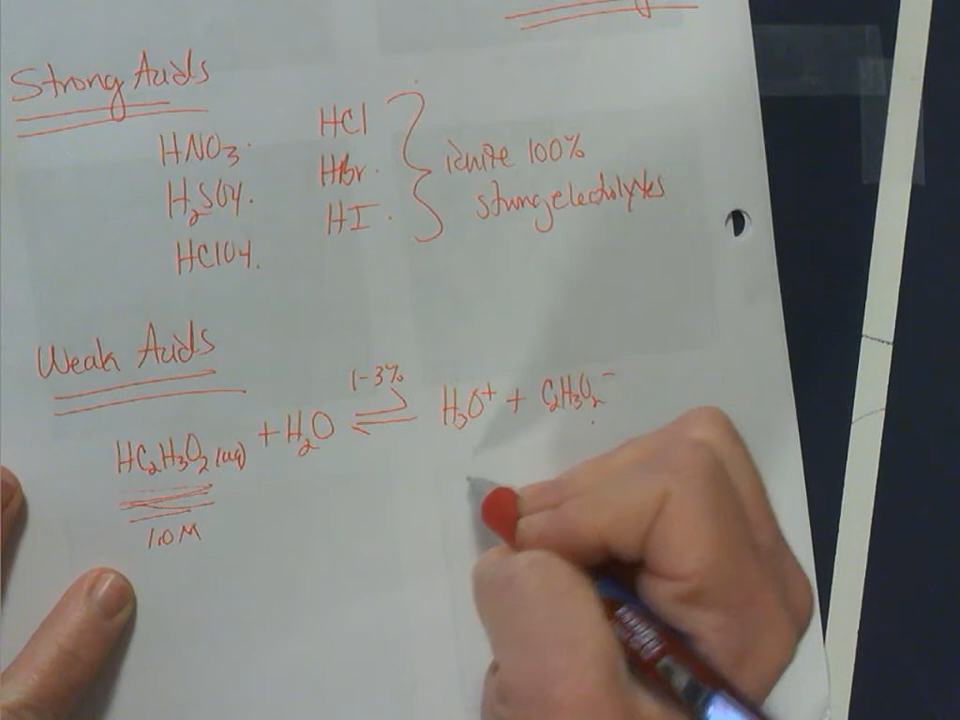 Strong Acids
HNO3. HCl
H2SO4. HBr. ionize 100%
HClO4. HI. strong electrolytes
Weak Acids
1-3%
HC2H3O2(aq) + H2O ⇌ H3O+ + C2H3O2-
1.0M